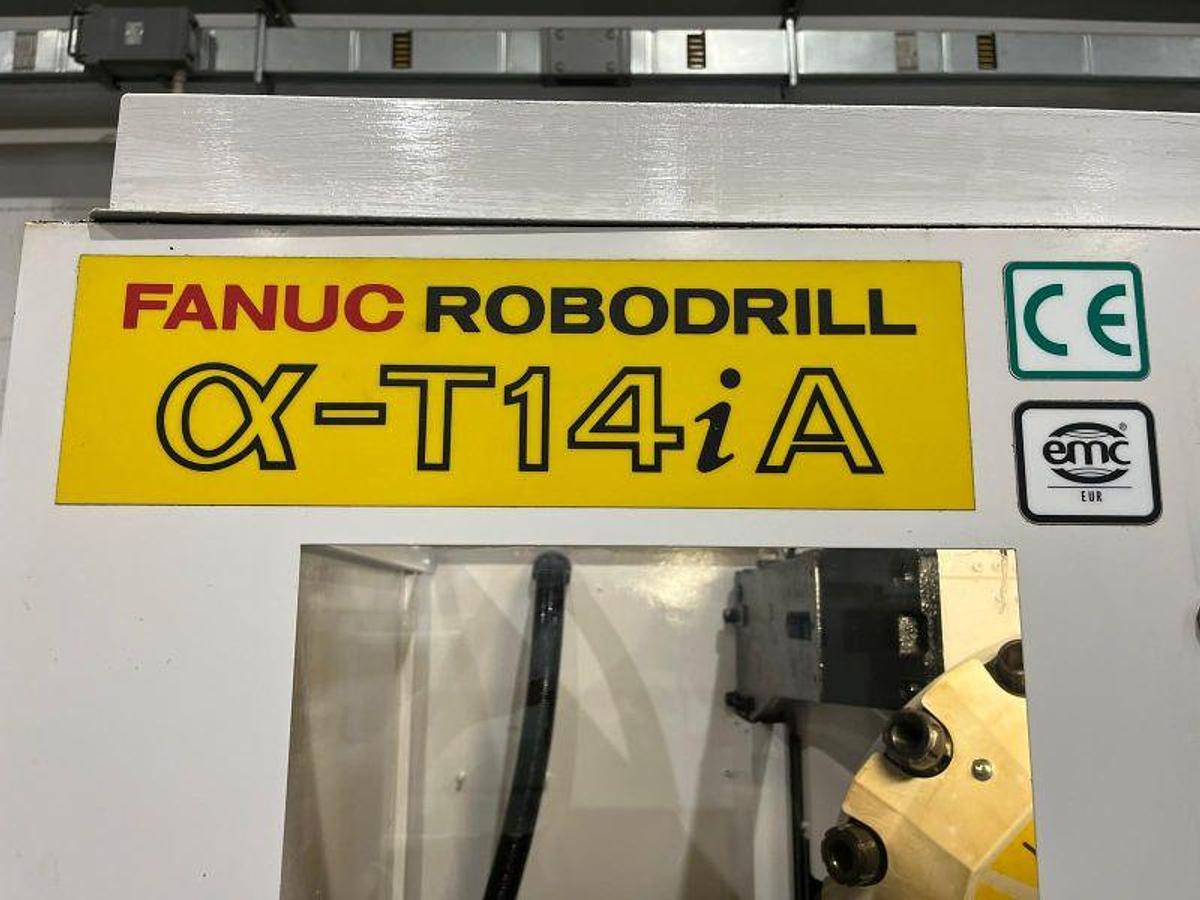 FANUC ROBODRILL
α-T14iA
CE
emc®
EUR